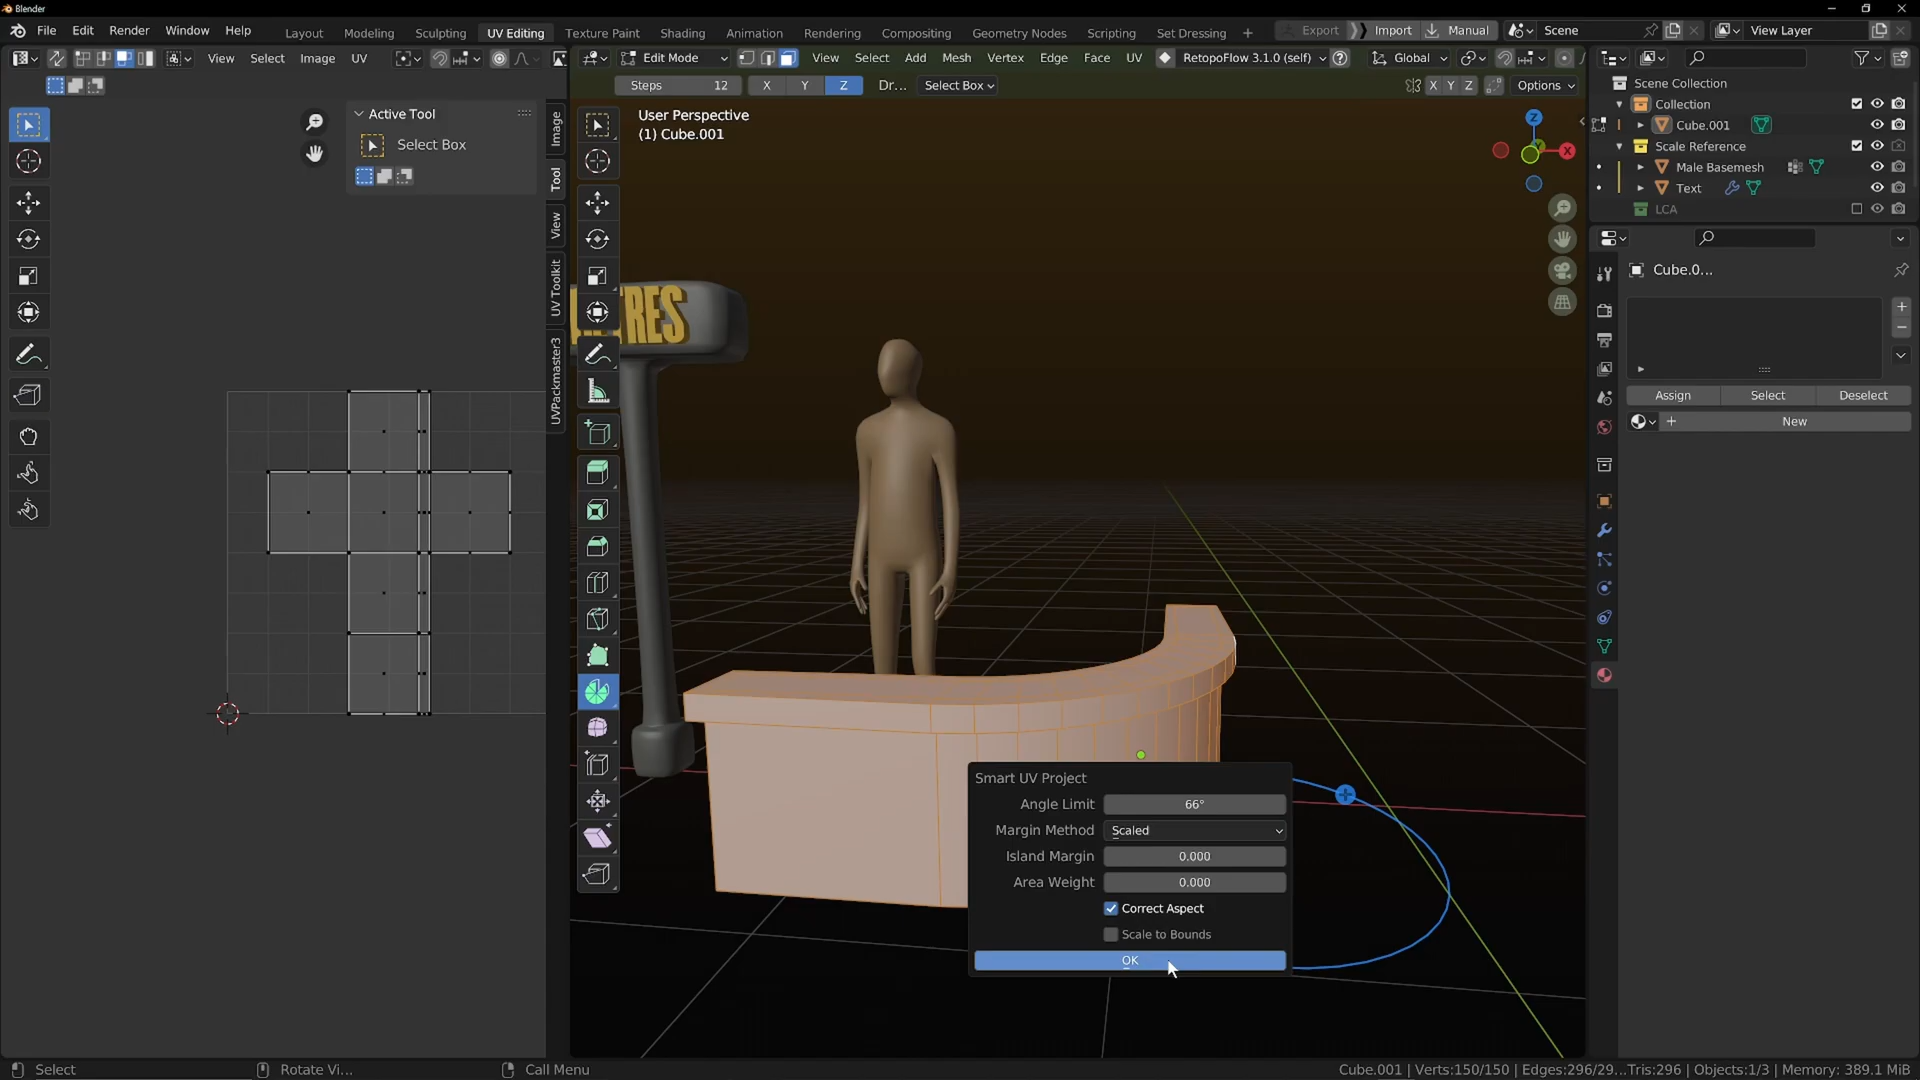 Blender
File Edit Render Window Help Layout Modeling Sculpting UV Editing Texture Paint Shading Animation Rendering Compositing Geometry Nodes Scripting Set Dressing + Export Import Manual Scene View Layer
View Select Image UV
Edit Mode View Select Add Mesh Vertex Edge Face UV RetopoFlow 3.1.0 (self) Global
Steps 12 X Y Z Dr... Select Box X Y Z Options
Active Tool
Select Box
Image
Tool
View
UV Toolkit
UVPackmaster3
User Perspective
(1) Cube.001
Z
X
TRES
Smart UV Project
Angle Limit 66°
Margin Method Scaled
Island Margin 0.000
Area Weight 0.000
Correct Aspect
Scale to Bounds
OK
Scene Collection
Collection
Cube.001
Scale Reference
Male Basemesh
Text
LCA
Cube.0...
Assign Select Deselect
New
Select Rotate Vi... Call Menu Cube.001 | Verts:150/150 | Edges:296/29...Tris:296 | Objects:1/3 | Memory: 389.1 MiB